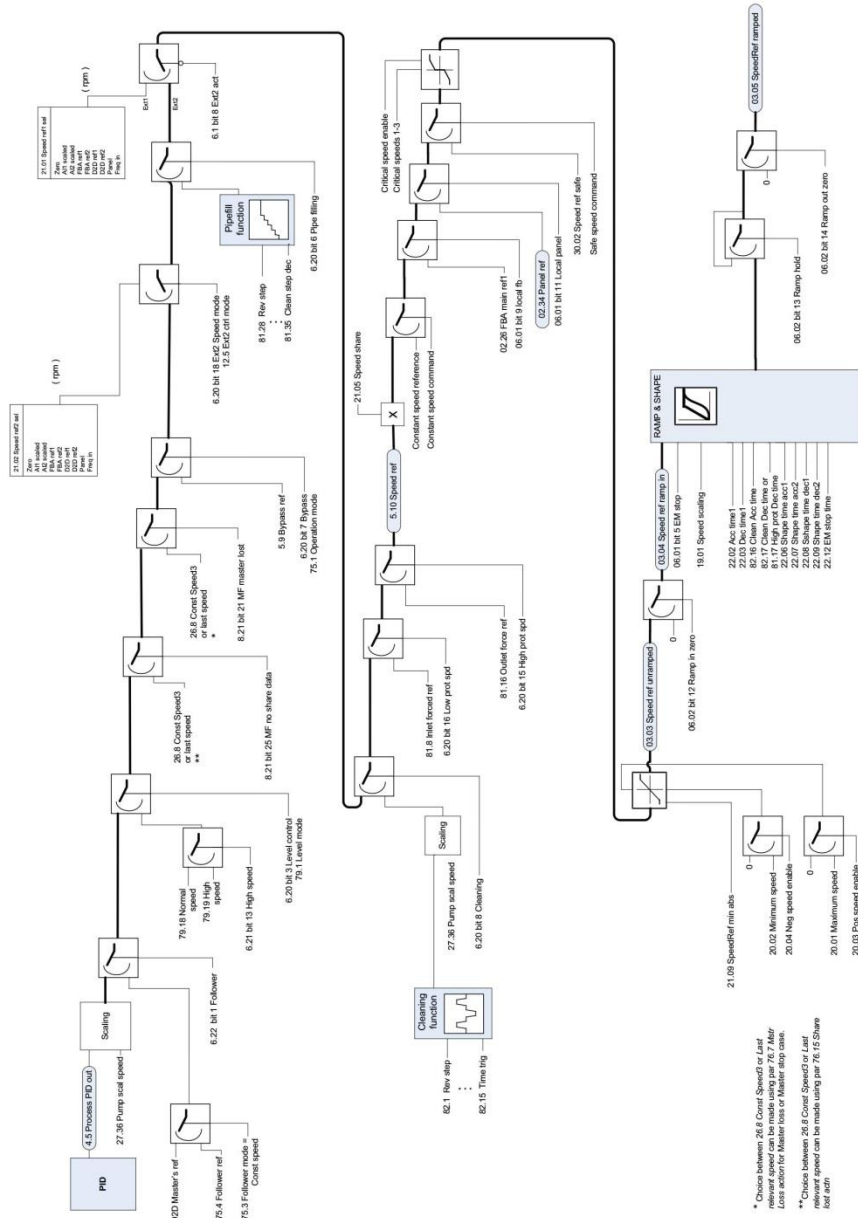 PID
4.5 Process PID out
27.36 Pump scal speed
Scaling
D2D Master's ref
75.4 Follower ref
75.3 Follower mode =
Const speed
6.22 bit 1 Follower
79.18 Normal
speed
79.19 High
speed
6.21 bit 13 High speed
6.20 bit 3 Level control
79.1 Level mode
26.8 Const Speed3
or last speed
**
8.21 bit 25 MF no share data
26.8 Const Speed3
or last speed
*
8.21 bit 21 MF master lost
5.9 Bypass ref
6.20 bit 7 Bypass
75.1 Operation mode
21.02 Speed ref2 sel
Zero
AI1 scaled
AI2 scaled
FBA ref1
FBA ref2
D2D ref1
D2D ref2
Panel
Freq in
( rpm )
6.20 bit 18 Ext2 Speed mode
12.5 Ext2 ctrl mode
Pipefill
function
81.28 Rev step
:
:
81.35 Clean step dec
6.20 bit 6 Pipe filling
21.01 Speed ref1 sel
Zero
AI1 scaled
AI2 scaled
FBA ref1
FBA ref2
D2D ref1
D2D ref2
Panel
Freq in
( rpm )
Ext1
Ext2
6.1 bit 8 Ext2 act
Cleaning
function
82.1 Rev step
:
:
82.15 Time trig
27.36 Pump scal speed
Scaling
6.20 bit 8 Cleaning
81.8 Inlet forced ref
6.20 bit 16 Low prot spd
81.16 Outlet force ref
6.20 bit 15 High prot spd
5.10 Speed ref
X
21.05 Speed share
Constant speed reference
Constant speed command
02.26 FBA main ref1
06.01 bit 9 local fb
02.34 Panel ref
06.01 bit 11 Local panel
30.02 Speed ref safe
Safe speed command
Critical speed enable
Critical speeds 1-3
21.09 SpeedRef min abs
0
20.02 Minimum speed
20.04 Neg speed enable
0
20.01 Maximum speed
20.03 Pos speed enable
03.03 Speed ref unramped
0
06.02 bit 12 Ramp in zero
03.04 Speed ref ramp in
RAMP & SHAPE
06.01 bit 5 EM stop
19.01 Speed scaling
22.02 Acc time1
22.03 Dec time1
82.16 Clean Acc time
82.17 Clean Dec time or
81.17 High prot Dec time
22.06 Shape time acc1
22.07 Shape time acc2
22.08 Sshape time dec1
22.09 Shape time dec2
22.12 EM stop time
06.02 bit 13 Ramp hold
0
06.02 bit 14 Ramp out zero
03.05 SpeedRef ramped
* Choice between 26.8 Const Speed3 or Last
relevant speed can be made using par 76.7 Mstr
Loss action for Master loss or Master stop case.
**Choice between 26.8 Const Speed3 or Last
relevant speed can be made using par 76.15 Share
lost actn